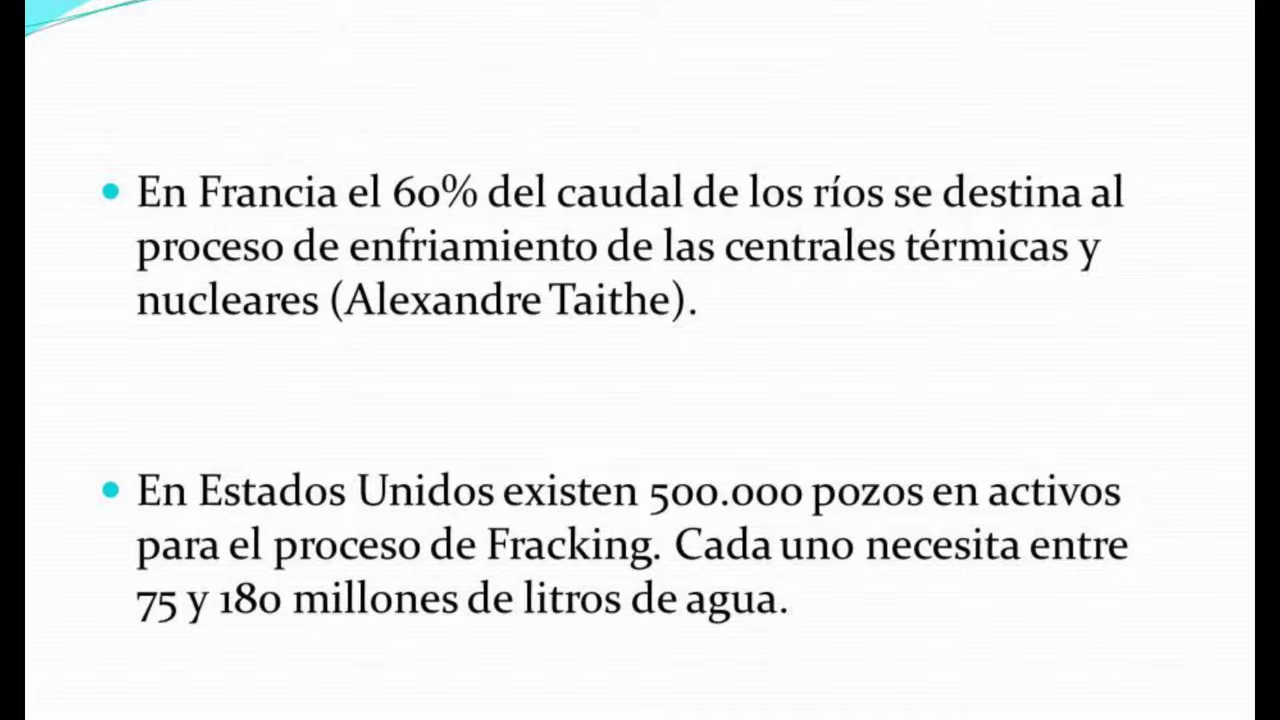 En Francia el 60% del caudal de los ríos se destina al
proceso de enfriamiento de las centrales térmicas y
nucleares (Alexandre Taithe).
En Estados Unidos existen 500.000 pozos en activos
para el proceso de Fracking. Cada uno necesita entre
75 y 180 millones de litros de agua.